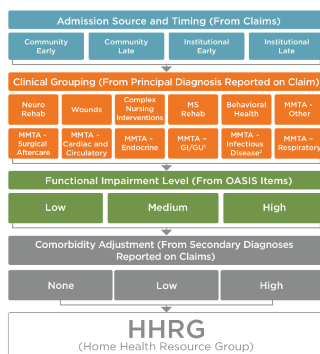 Admission Source and Timing (From Claims)
Community
Early
Community
Late
Institutional
Early
Institutional
Late
Clinical Grouping (From Principal Diagnosis Reported on Claim)
Neuro
Rehab
Wounds
Complex
Nursing
Interventions
MS
Rehab
Behavioral
Health
MMTA -
Other
MMTA -
Surgical
Aftercare
MMTA –
Cardiac and
Circulatory
MMTA –
Endocrine
MMTA –
GI/GU¹
MMTA –
Infectious
Disease²
MMTA –
Respiratory
Functional Impairment Level (From OASIS Items)
Low
Medium
High
Comorbidity Adjustment (From Secondary Diagnoses
Reported on Claims)
None
Low
High
HHRG
(Home Health Resource Group)